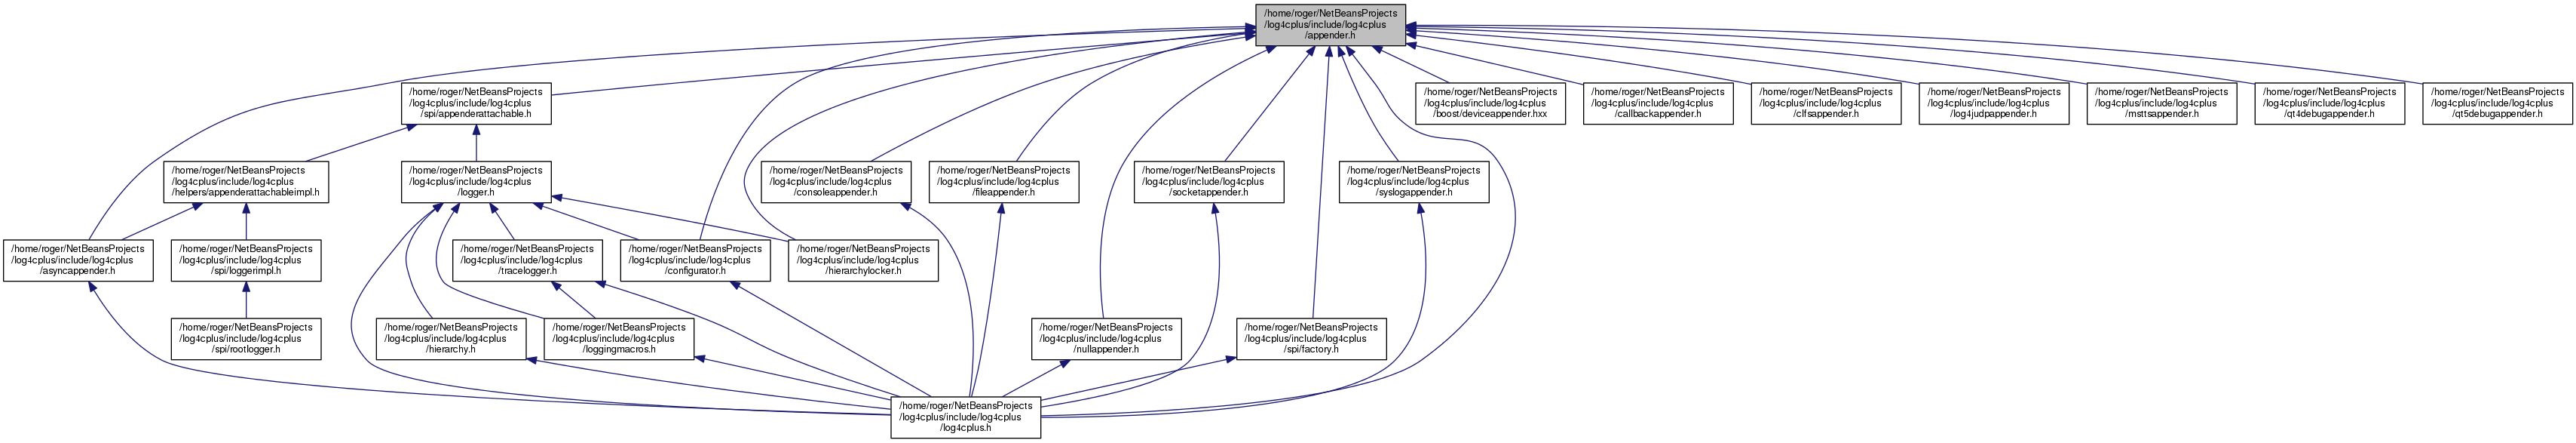 /home/roger/NetBeansProjects
/log4cplus/include/log4cplus
/appender.h
/home/roger/NetBeansProjects
/log4cplus/include/log4cplus
/spi/appenderattachable.h
/home/roger/NetBeansProjects
/log4cplus/include/log4cplus
/boost/deviceappender.hxx
/home/roger/NetBeansProjects
/log4cplus/include/log4cplus
/callbackappender.h
/home/roger/NetBeansProjects
/log4cplus/include/log4cplus
/clfsappender.h
/home/roger/NetBeansProjects
/log4cplus/include/log4cplus
/log4judpappender.h
/home/roger/NetBeansProjects
/log4cplus/include/log4cplus
/msttsappender.h
/home/roger/NetBeansProjects
/log4cplus/include/log4cplus
/qt4debugappender.h
/home/roger/NetBeansProjects
/log4cplus/include/log4cplus
/qt5debugappender.h
/home/roger/NetBeansProjects
/log4cplus/include/log4cplus
/helpers/appenderattachableimpl.h
/home/roger/NetBeansProjects
/log4cplus/include/log4cplus
/logger.h
/home/roger/NetBeansProjects
/log4cplus/include/log4cplus
/consoleappender.h
/home/roger/NetBeansProjects
/log4cplus/include/log4cplus
/fileappender.h
/home/roger/NetBeansProjects
/log4cplus/include/log4cplus
/socketappender.h
/home/roger/NetBeansProjects
/log4cplus/include/log4cplus
/syslogappender.h
/home/roger/NetBeansProjects
/log4cplus/include/log4cplus
/asyncappender.h
/home/roger/NetBeansProjects
/log4cplus/include/log4cplus
/spi/loggerimpl.h
/home/roger/NetBeansProjects
/log4cplus/include/log4cplus
/tracelogger.h
/home/roger/NetBeansProjects
/log4cplus/include/log4cplus
/configurator.h
/home/roger/NetBeansProjects
/log4cplus/include/log4cplus
/hierarchylocker.h
/home/roger/NetBeansProjects
/log4cplus/include/log4cplus
/spi/rootlogger.h
/home/roger/NetBeansProjects
/log4cplus/include/log4cplus
/hierarchy.h
/home/roger/NetBeansProjects
/log4cplus/include/log4cplus
/loggingmacros.h
/home/roger/NetBeansProjects
/log4cplus/include/log4cplus
/nullappender.h
/home/roger/NetBeansProjects
/log4cplus/include/log4cplus
/spi/factory.h
/home/roger/NetBeansProjects
/log4cplus/include/log4cplus
/log4cplus.h